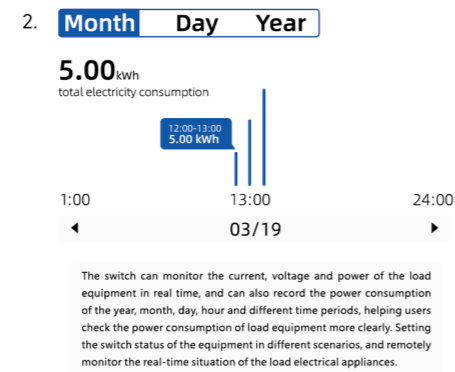 2.
Month Day Year
5.00kWh
total electricity consumption
12:00-13:00
5.00 kWh
1:00 13:00 24:00
03/19
The switch can monitor the current, voltage and power of the load
equipment in real time, and can also record the power consumption
of the year, month, day, hour and different time periods, helping users
check the power consumption of load equipment more clearly. Setting
the switch status of the equipment in different scenarios, and remotely
monitor the real-time situation of the load electrical appliances.